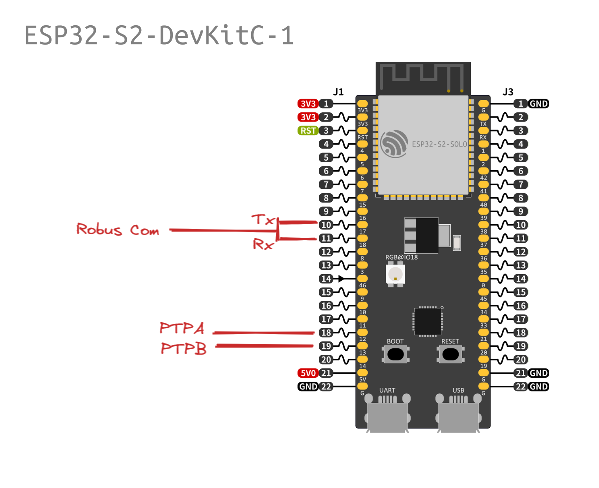 ESP32-S2-DevKitC-1
J1 J3
3V3 1 1 GND
3V3 2 2
RST 3 3
4 4
5 5
6 6
7 7
8 8
9 9
Tx 10 10
Robus Com
Rx 11 11
12 12
13 13
14 14
15 15
16 16
17 17
PTPA 18 18
PTPB 19 19
20 20
5V0 21 21 GND
GND 22 22 GND
ESP32-S2-SOLO
RGB@IO18
BOOT RESET
UART USB